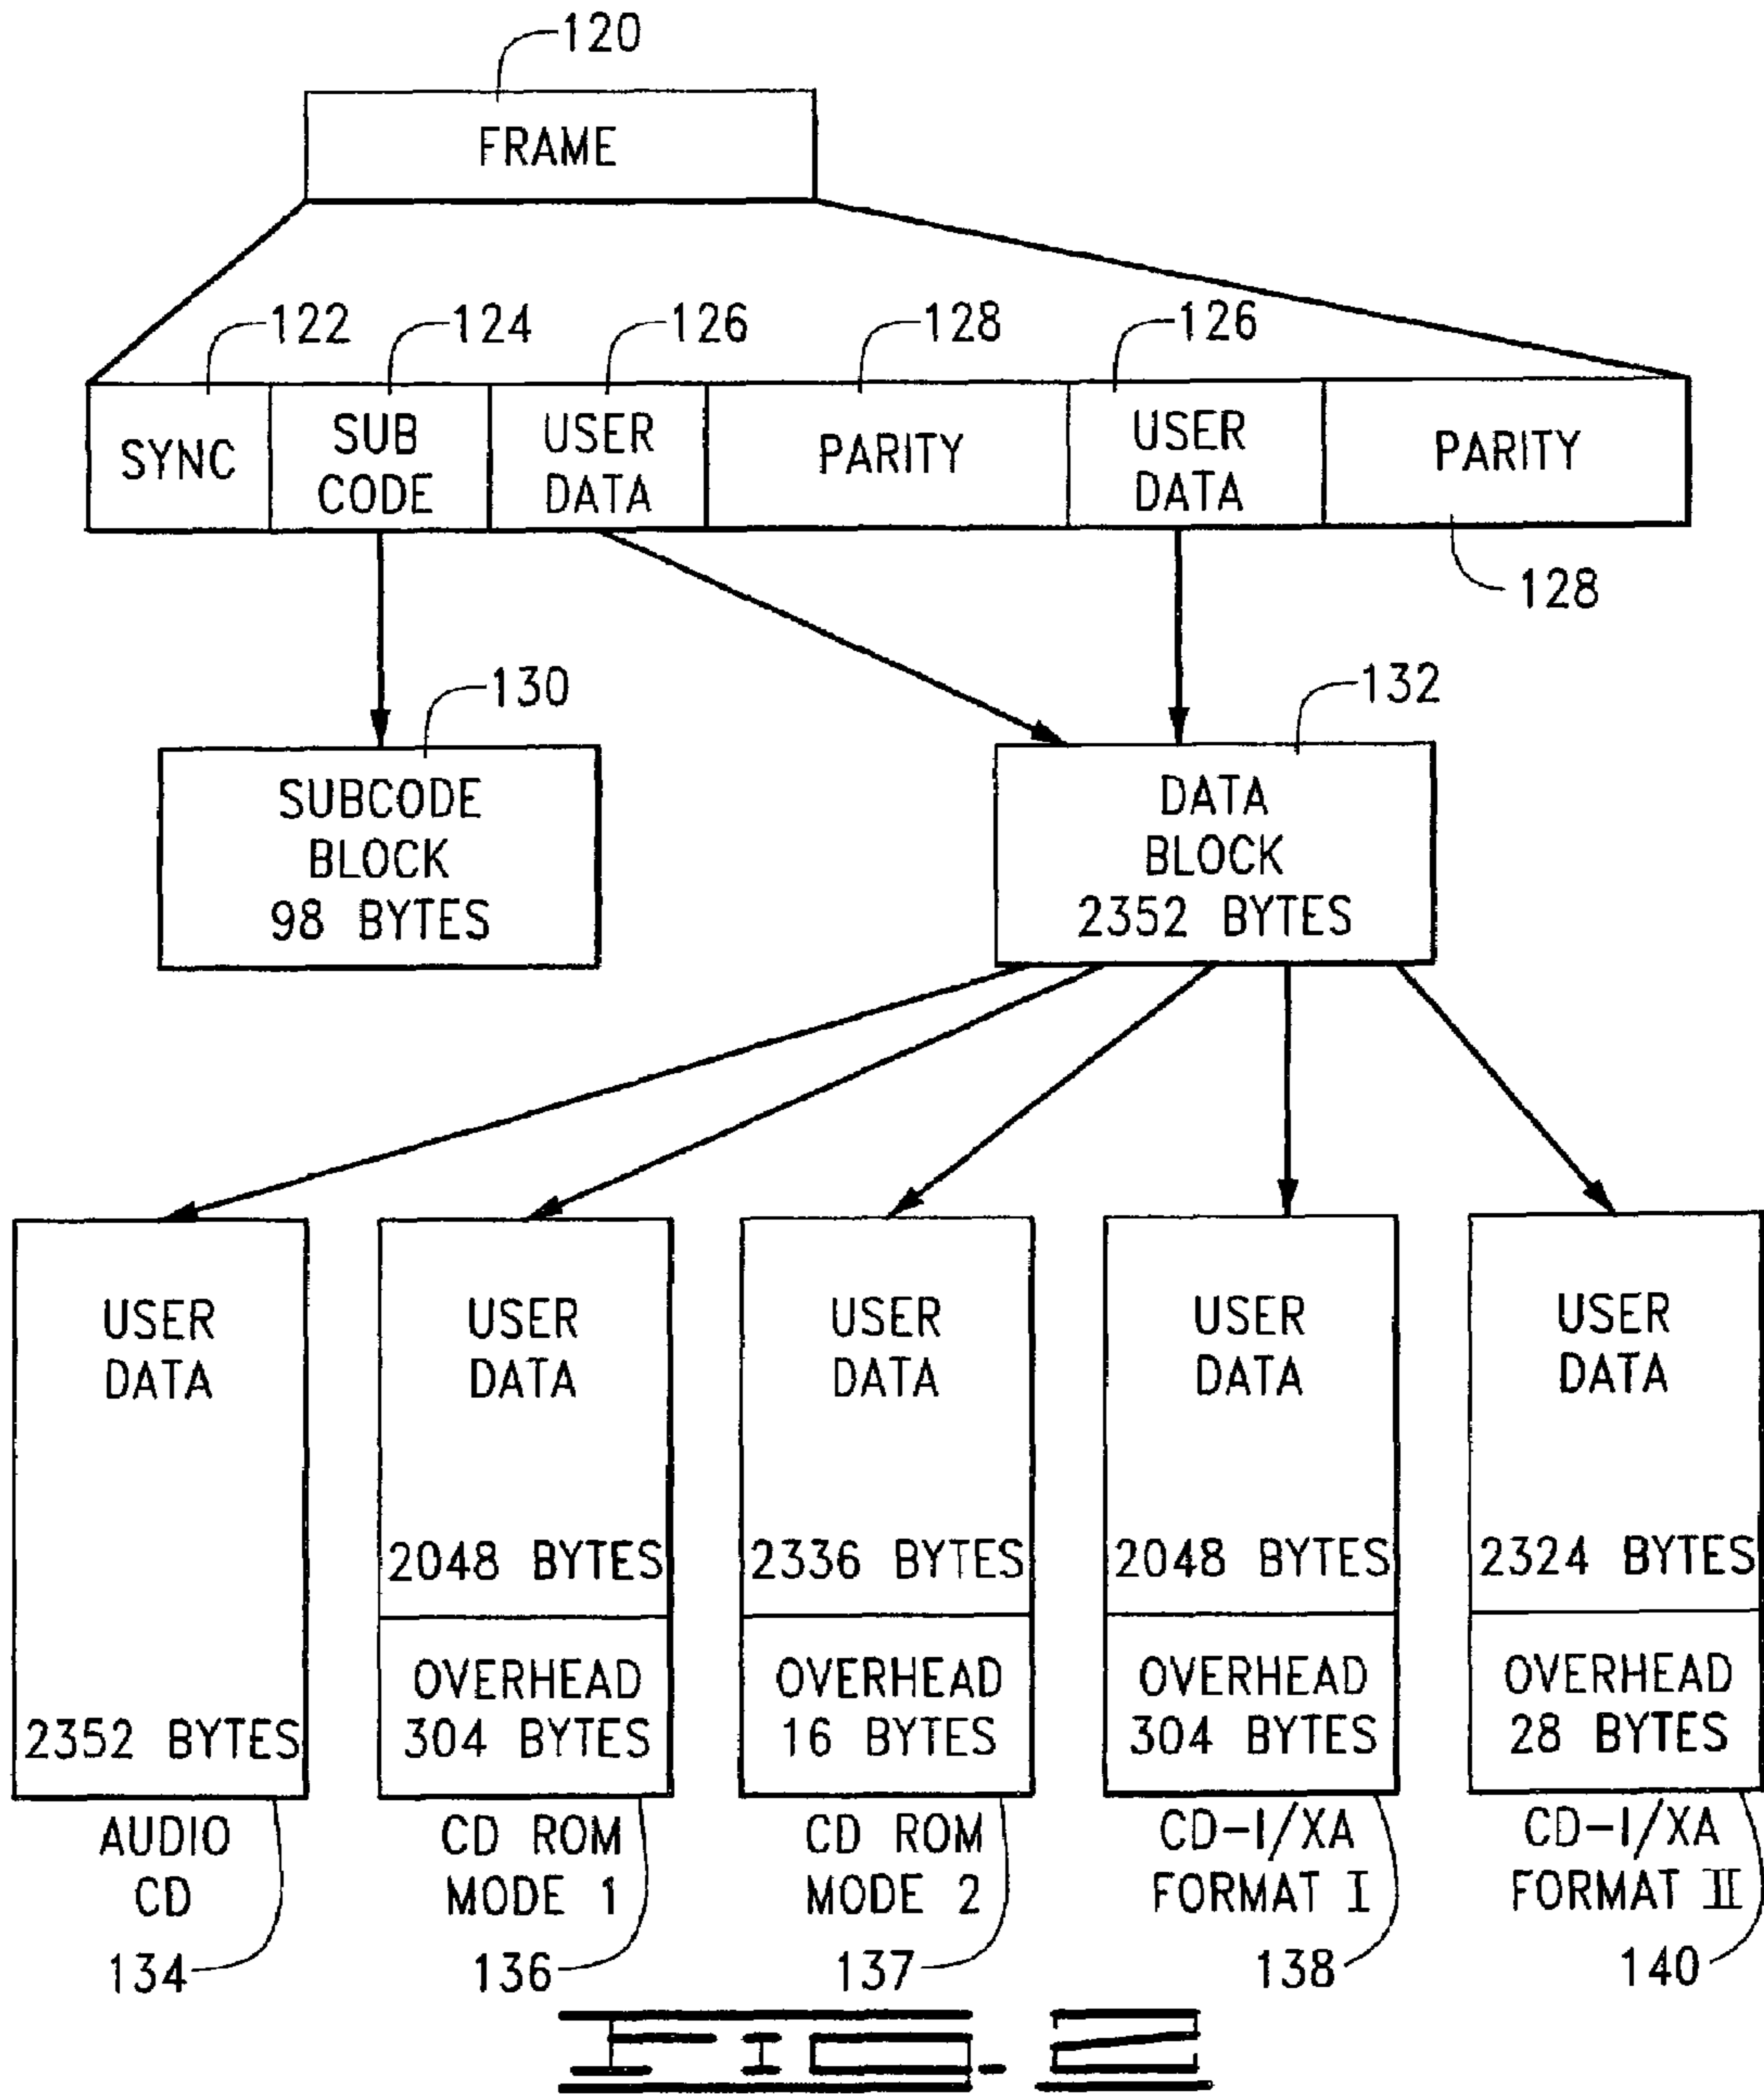 120
FRAME
122 124 126 128 126
SYNC
SUB
CODE
USER
DATA
PARITY
USER
DATA
PARITY
128
130
SUBCODE
BLOCK
98 BYTES
132
DATA
BLOCK
2352 BYTES
USER
DATA
2352 BYTES
AUDIO
CD
134
USER
DATA
2048 BYTES
OVERHEAD
304 BYTES
CD ROM
MODE 1
136
USER
DATA
2336 BYTES
OVERHEAD
16 BYTES
CD ROM
MODE 2
137
USER
DATA
2048 BYTES
OVERHEAD
304 BYTES
CD-I/XA
FORMAT I
138
USER
DATA
2324 BYTES
OVERHEAD
28 BYTES
CD-I/XA
FORMAT II
140
FIG. 2